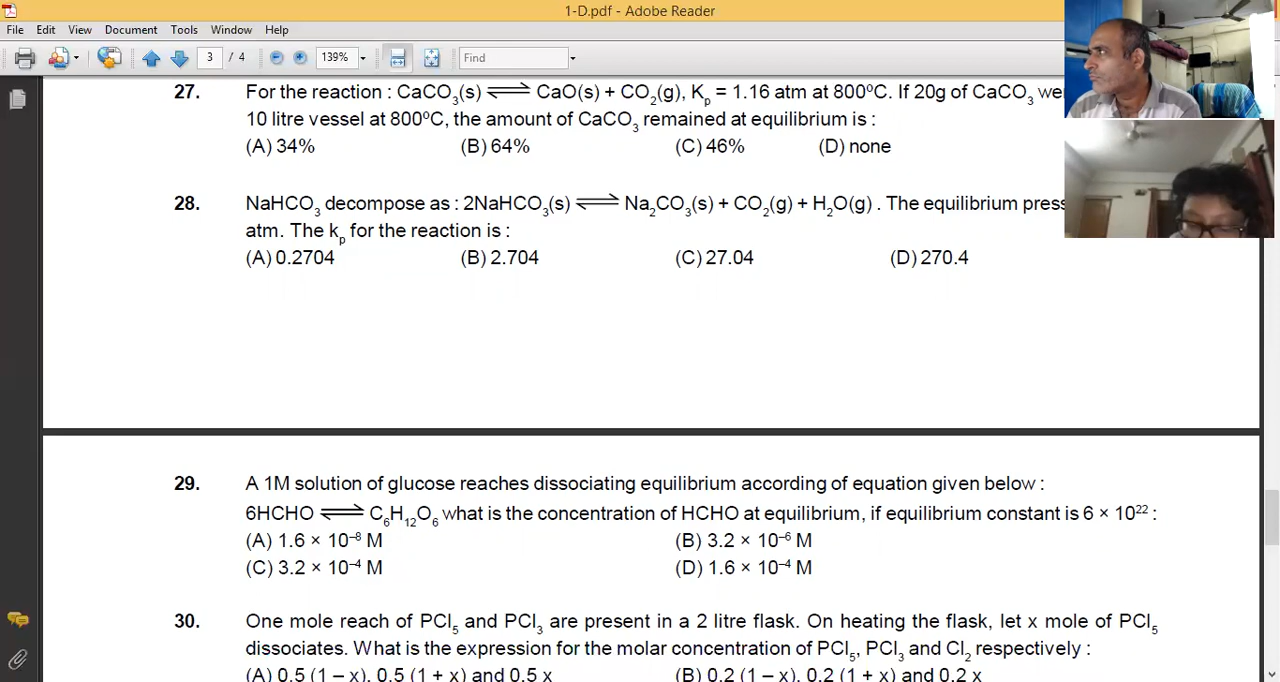 1-D.pdf - Adobe Reader
File Edit View Document Tools Window Help
3 / 4 139% Find
27. For the reaction : CaCO₃(s) ⇌ CaO(s) + CO₂(g), Kₚ = 1.16 atm at 800ºC. If 20g of CaCO₃
10 litre vessel at 800ºC, the amount of CaCO₃ remained at equilibrium is :
(A) 34% (B) 64% (C) 46% (D) none
28. NaHCO₃ decompose as : 2NaHCO₃(s) ⇌ Na₂CO₃(s) + CO₂(g) + H₂O(g) . The equilibrium
atm. The kₚ for the reaction is :
(A) 0.2704 (B) 2.704 (C) 27.04 (D) 270.4
29. A 1M solution of glucose reaches dissociating equilibrium according of equation given below :
6HCHO ⇌ C₆H₁₂O₆ what is the concentration of HCHO at equilibrium, if equilibrium constant is 6 × 10²² :
(A) 1.6 × 10⁻⁸ M (B) 3.2 × 10⁻⁶ M
(C) 3.2 × 10⁻⁴ M (D) 1.6 × 10⁻⁴ M
30. One mole reach of PCl₅ and PCl₃ are present in a 2 litre flask. On heating the flask, let x mole of PCl₅
dissociates. What is the expression for the molar concentration of PCl₅, PCl₃ and Cl₂ respectively :
(A) 0.5 (1 – x), 0.5 (1 + x) and 0.5 x (B) 0.2 (1 – x), 0.2 (1 + x) and 0.2 x